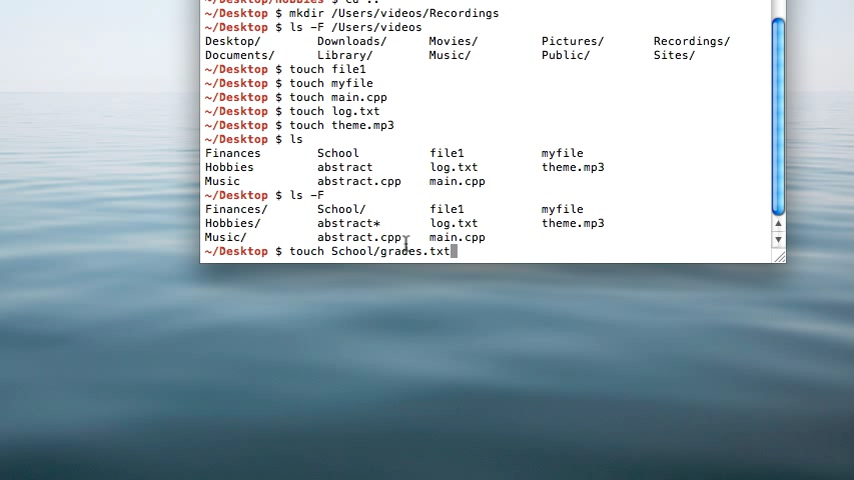 ~/Desktop/Hobbies $ cd ..
~/Desktop $ mkdir /Users/videos/Recordings
~/Desktop $ ls -F /Users/videos
Desktop/ Downloads/ Movies/ Pictures/ Recordings/
Documents/ Library/ Music/ Public/ Sites/
~/Desktop $ touch file1
~/Desktop $ touch myfile
~/Desktop $ touch main.cpp
~/Desktop $ touch log.txt
~/Desktop $ touch theme.mp3
~/Desktop $ ls
Finances School file1 myfile
Hobbies abstract log.txt theme.mp3
Music abstract.cpp main.cpp
~/Desktop $ ls -F
Finances/ School/ file1 myfile
Hobbies/ abstract* log.txt theme.mp3
Music/ abstract.cpp main.cpp
~/Desktop $ touch School/grades.txt